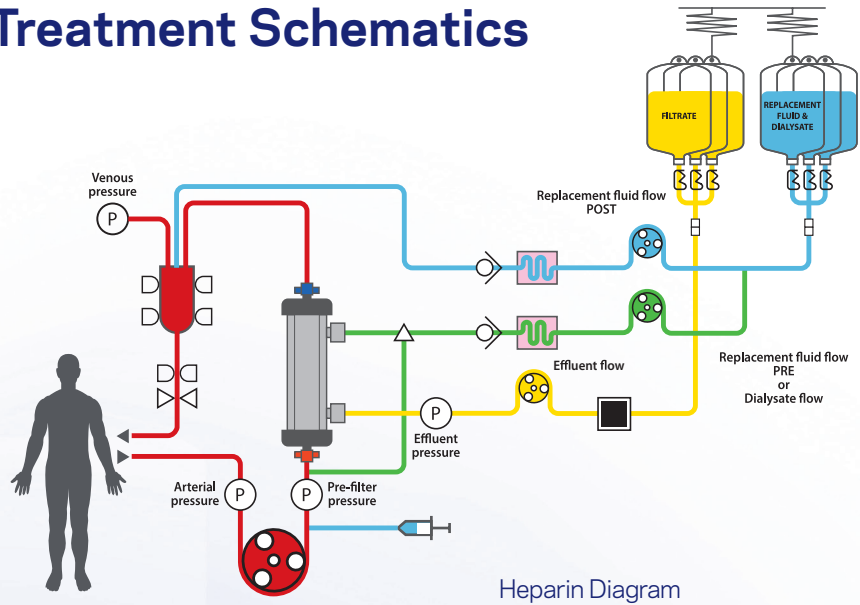 Treatment Schematics
FILTRATE
REPLACEMENT
FLUID &
DIALYSATE
Venous
pressure
P
Replacement fluid flow
POST
Effluent flow
Replacement fluid flow
PRE
or
Dialysate flow
P
Effluent
pressure
Arterial
pressure
P
P
Pre-filter
pressure
Heparin Diagram